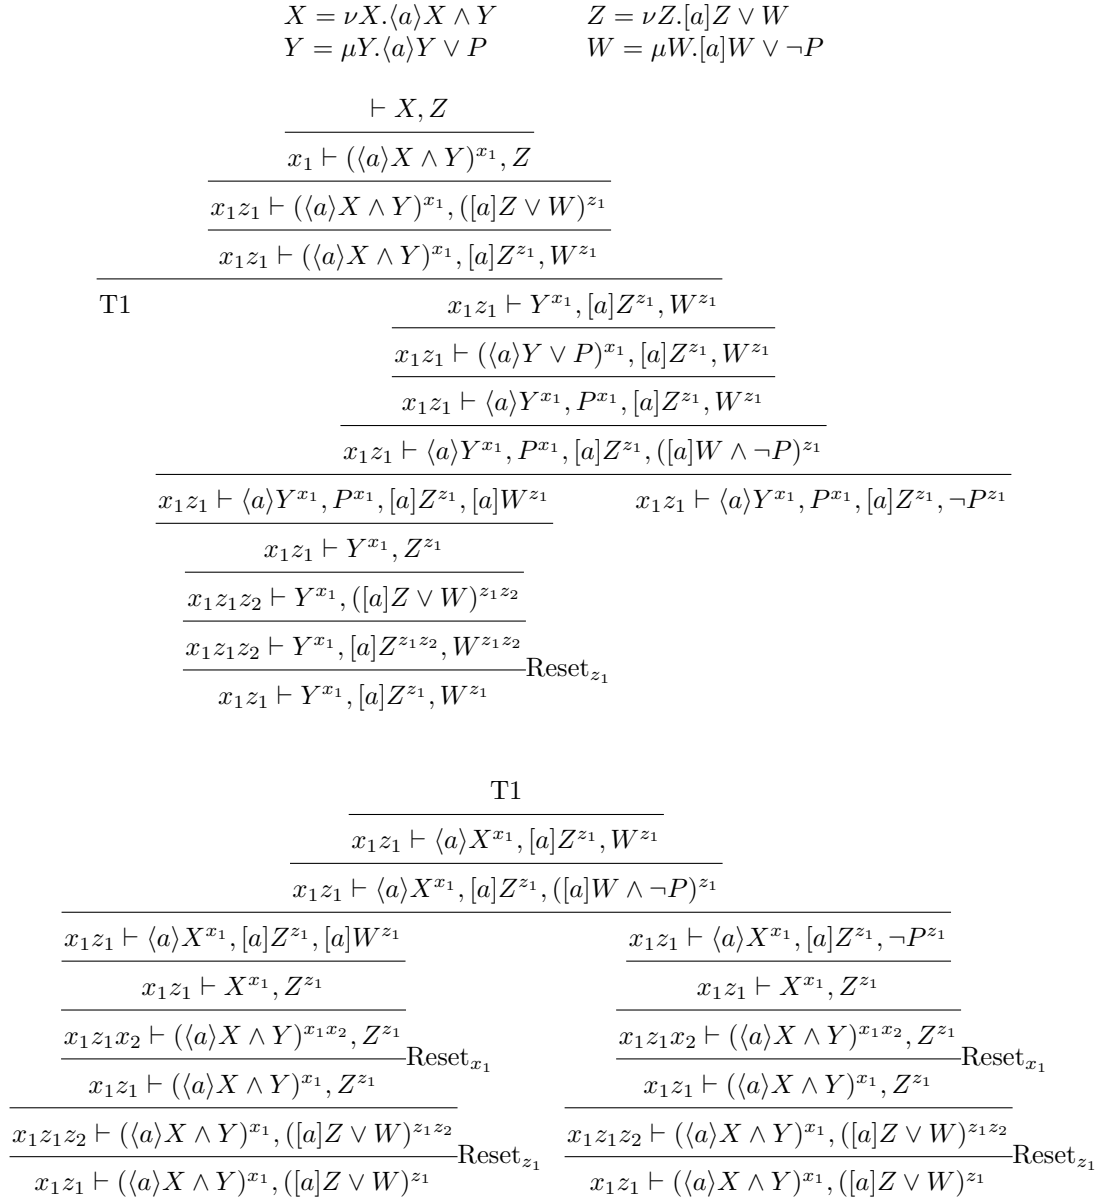 X = νX.⟨a⟩X ∧ Y Z = νZ.[a]Z ∨ W
Y = μY.⟨a⟩Y ∨ P W = μW.[a]W ∨ ¬P
⊢ X, Z
x₁ ⊢ (⟨a⟩X ∧ Y)^{x₁}, Z
x₁z₁ ⊢ (⟨a⟩X ∧ Y)^{x₁}, ([a]Z ∨ W)^{z₁}
x₁z₁ ⊢ (⟨a⟩X ∧ Y)^{x₁}, [a]Z^{z₁}, W^{z₁}
T1 x₁z₁ ⊢ Y^{x₁}, [a]Z^{z₁}, W^{z₁}
x₁z₁ ⊢ (⟨a⟩Y ∨ P)^{x₁}, [a]Z^{z₁}, W^{z₁}
x₁z₁ ⊢ ⟨a⟩Y^{x₁}, P^{x₁}, [a]Z^{z₁}, W^{z₁}
x₁z₁ ⊢ ⟨a⟩Y^{x₁}, P^{x₁}, [a]Z^{z₁}, ([a]W ∧ ¬P)^{z₁}
x₁z₁ ⊢ ⟨a⟩Y^{x₁}, P^{x₁}, [a]Z^{z₁}, [a]W^{z₁} x₁z₁ ⊢ ⟨a⟩Y^{x₁}, P^{x₁}, [a]Z^{z₁}, ¬P^{z₁}
x₁z₁ ⊢ Y^{x₁}, Z^{z₁}
x₁z₁z₂ ⊢ Y^{x₁}, ([a]Z ∨ W)^{z₁z₂}
x₁z₁z₂ ⊢ Y^{x₁}, [a]Z^{z₁z₂}, W^{z₁z₂}
Reset_{z₁}
x₁z₁ ⊢ Y^{x₁}, [a]Z^{z₁}, W^{z₁}
T1
x₁z₁ ⊢ ⟨a⟩X^{x₁}, [a]Z^{z₁}, W^{z₁}
x₁z₁ ⊢ ⟨a⟩X^{x₁}, [a]Z^{z₁}, ([a]W ∧ ¬P)^{z₁}
x₁z₁ ⊢ ⟨a⟩X^{x₁}, [a]Z^{z₁}, [a]W^{z₁} x₁z₁ ⊢ ⟨a⟩X^{x₁}, [a]Z^{z₁}, ¬P^{z₁}
x₁z₁ ⊢ X^{x₁}, Z^{z₁} x₁z₁ ⊢ X^{x₁}, Z^{z₁}
x₁z₁x₂ ⊢ (⟨a⟩X ∧ Y)^{x₁x₂}, Z^{z₁} x₁z₁x₂ ⊢ (⟨a⟩X ∧ Y)^{x₁x₂}, Z^{z₁}
Reset_{x₁} Reset_{x₁}
x₁z₁ ⊢ (⟨a⟩X ∧ Y)^{x₁}, Z^{z₁} x₁z₁ ⊢ (⟨a⟩X ∧ Y)^{x₁}, Z^{z₁}
x₁z₁z₂ ⊢ (⟨a⟩X ∧ Y)^{x₁}, ([a]Z ∨ W)^{z₁z₂} x₁z₁z₂ ⊢ (⟨a⟩X ∧ Y)^{x₁}, ([a]Z ∨ W)^{z₁z₂}
Reset_{z₁} Reset_{z₁}
x₁z₁ ⊢ (⟨a⟩X ∧ Y)^{x₁}, ([a]Z ∨ W)^{z₁} x₁z₁ ⊢ (⟨a⟩X ∧ Y)^{x₁}, ([a]Z ∨ W)^{z₁}